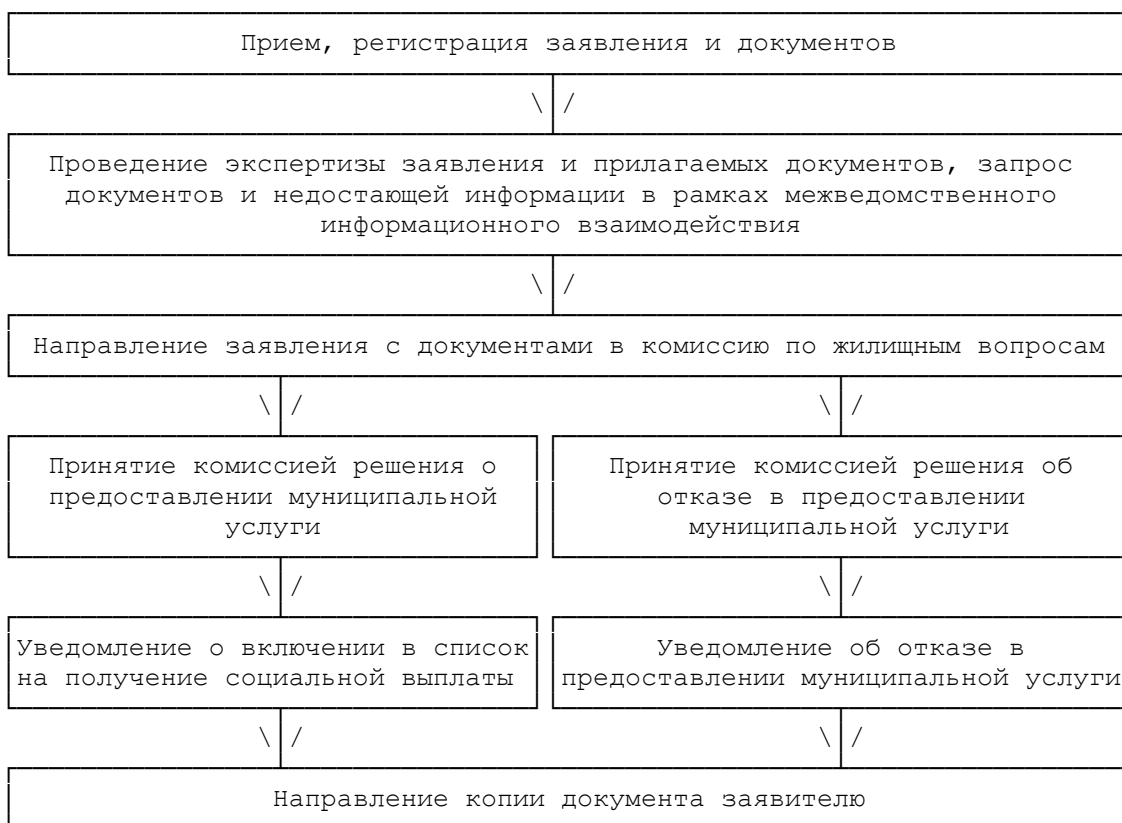 Прием, регистрация заявления и документов
Проведение экспертизы заявления и прилагаемых документов, запрос
документов и недостающей информации в рамках межведомственного
информационного взаимодействия
Направление заявления с документами в комиссию по жилищным вопросам
Принятие комиссией решения о
предоставлении муниципальной
услуги
Принятие комиссией решения об
отказе в предоставлении
муниципальной услуги
Уведомление о включении в список
на получение социальной выплаты
Уведомление об отказе в
предоставлении муниципальной услуги
Направление копии документа заявителю